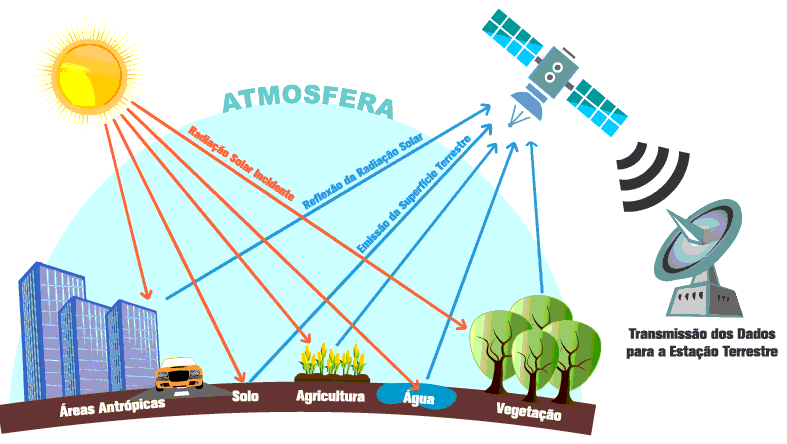 ATMOSFERA
Radiação Solar Incidente
Reflexão da Radiação Solar
Emissão da Superfície Terrestre
Transmissão dos Dados
para a Estação Terrestre
Áreas Antrópicas
Solo
Agricultura
Água
Vegetação